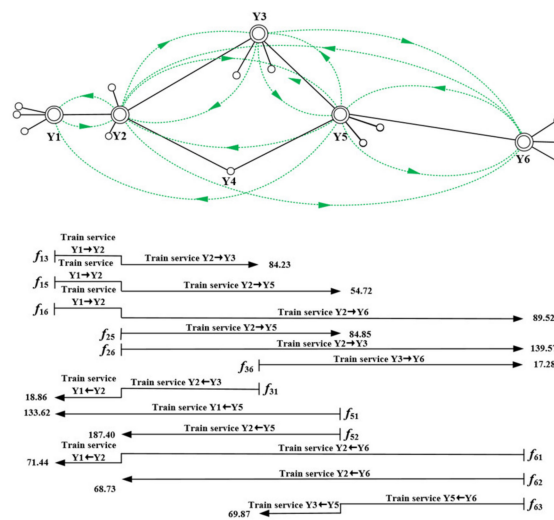 Y3
Y1
Y2
Y5
Y6
Y4
Train service
f13 Y1→Y2 Train service Y2→Y3 84.23
Train service
f15 Y1→Y2 Train service Y2→Y5 54.72
Train service
f16 Y1→Y2 Train service Y2→Y6 89.52
f25 Train service Y2→Y5 84.85
f26 Train service Y2→Y3 139.57
f36 Train service Y3→Y6 17.28
Train service
18.86 Y1←Y2 Train service Y2←Y3 f31
133.62 Train service Y1←Y5 f51
187.40 Train service Y2←Y5 f52
Train service
71.44 Y1←Y2 Train service Y2←Y6 f61
68.73 Train service Y2←Y6 f62
69.87 Train service Y3←Y5 Train service Y5←Y6 f63